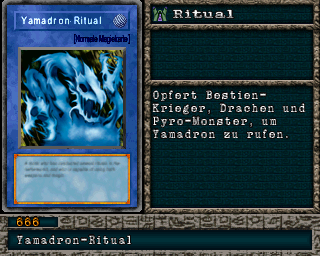 Yamadron-Ritual
[Normale Magiekarte]
Ritual
Opfert Bestien-
Krieger, Drachen und
Pyro-Monster, um
Yamadron zu rufen.
666
Yamadron-Ritual